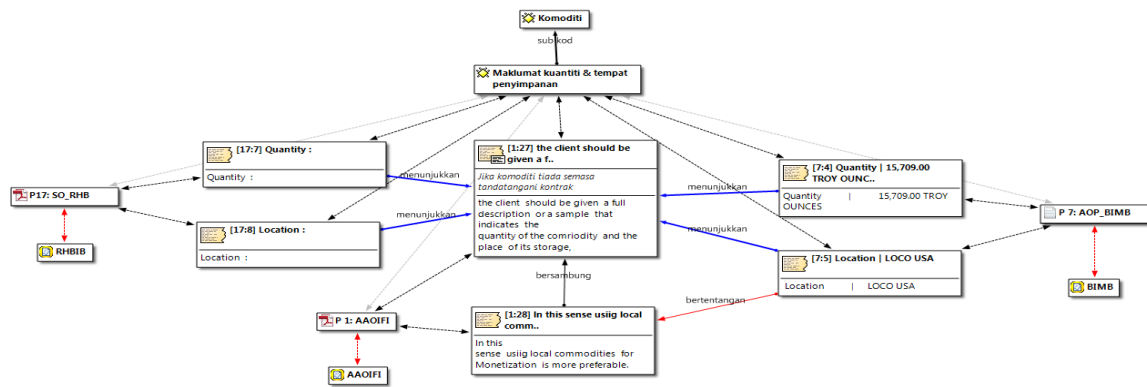 Komoditi
sub kod
Maklumat kuantiti & tempat
penyimpanan
[17:7] Quantity :
Quantity :
menunjukkan
[1:27] the client should be
given a f..
Jika komoditi tiada semasa
tandatangani kontrak
the client should be given a full
description or a sample that
indicates the
quantity of the comriodity and the
place of its storage,
menunjukkan
[7:4] Quantity | 15,709.00
TROY OUNC..
Quantity | 15,709.00 TROY
OUNCES
P17: SO_RHB
RHBIB
[17:8] Location :
Location :
menunjukkan
menunjukkan
P 7: AOP_BIMB
BIMB
[7:5] Location | LOCO USA
Location | LOCO USA
bersambung
bertentangan
P 1: AAOIFI
AAOIFI
[1:28] In this sense usiig local
comm..
In this
sense usiig local commodities for
Monetization is more preferable.